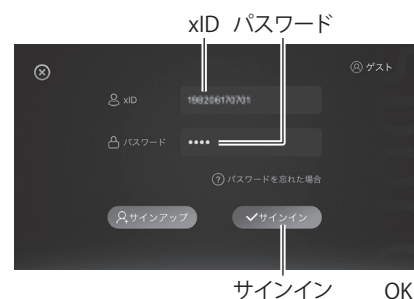 xID パスワード
ゲスト
xID 198206170701
パスワード ••••
? パスワードを忘れた場合
サインアップ サインイン
サインイン OK